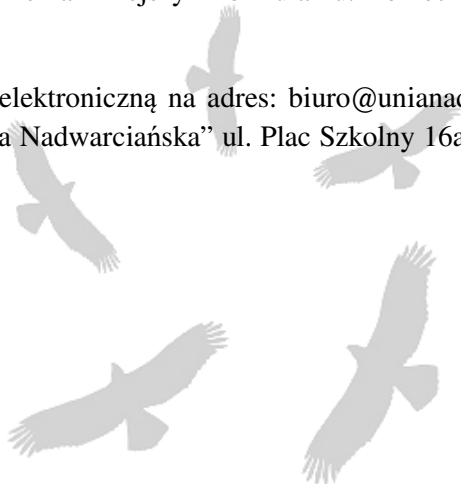 elektroniczną na adres: biuro@unianad
a Nadwarciańska” ul. Plac Szkolny 16a